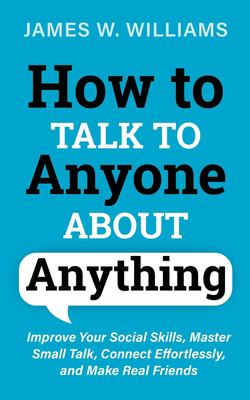 JAMES W. WILLIAMS
How to
TALK TO
Anyone
ABOUT
Anything
Improve Your Social Skills, Master
Small Talk, Connect Effortlessly,
and Make Real Friends